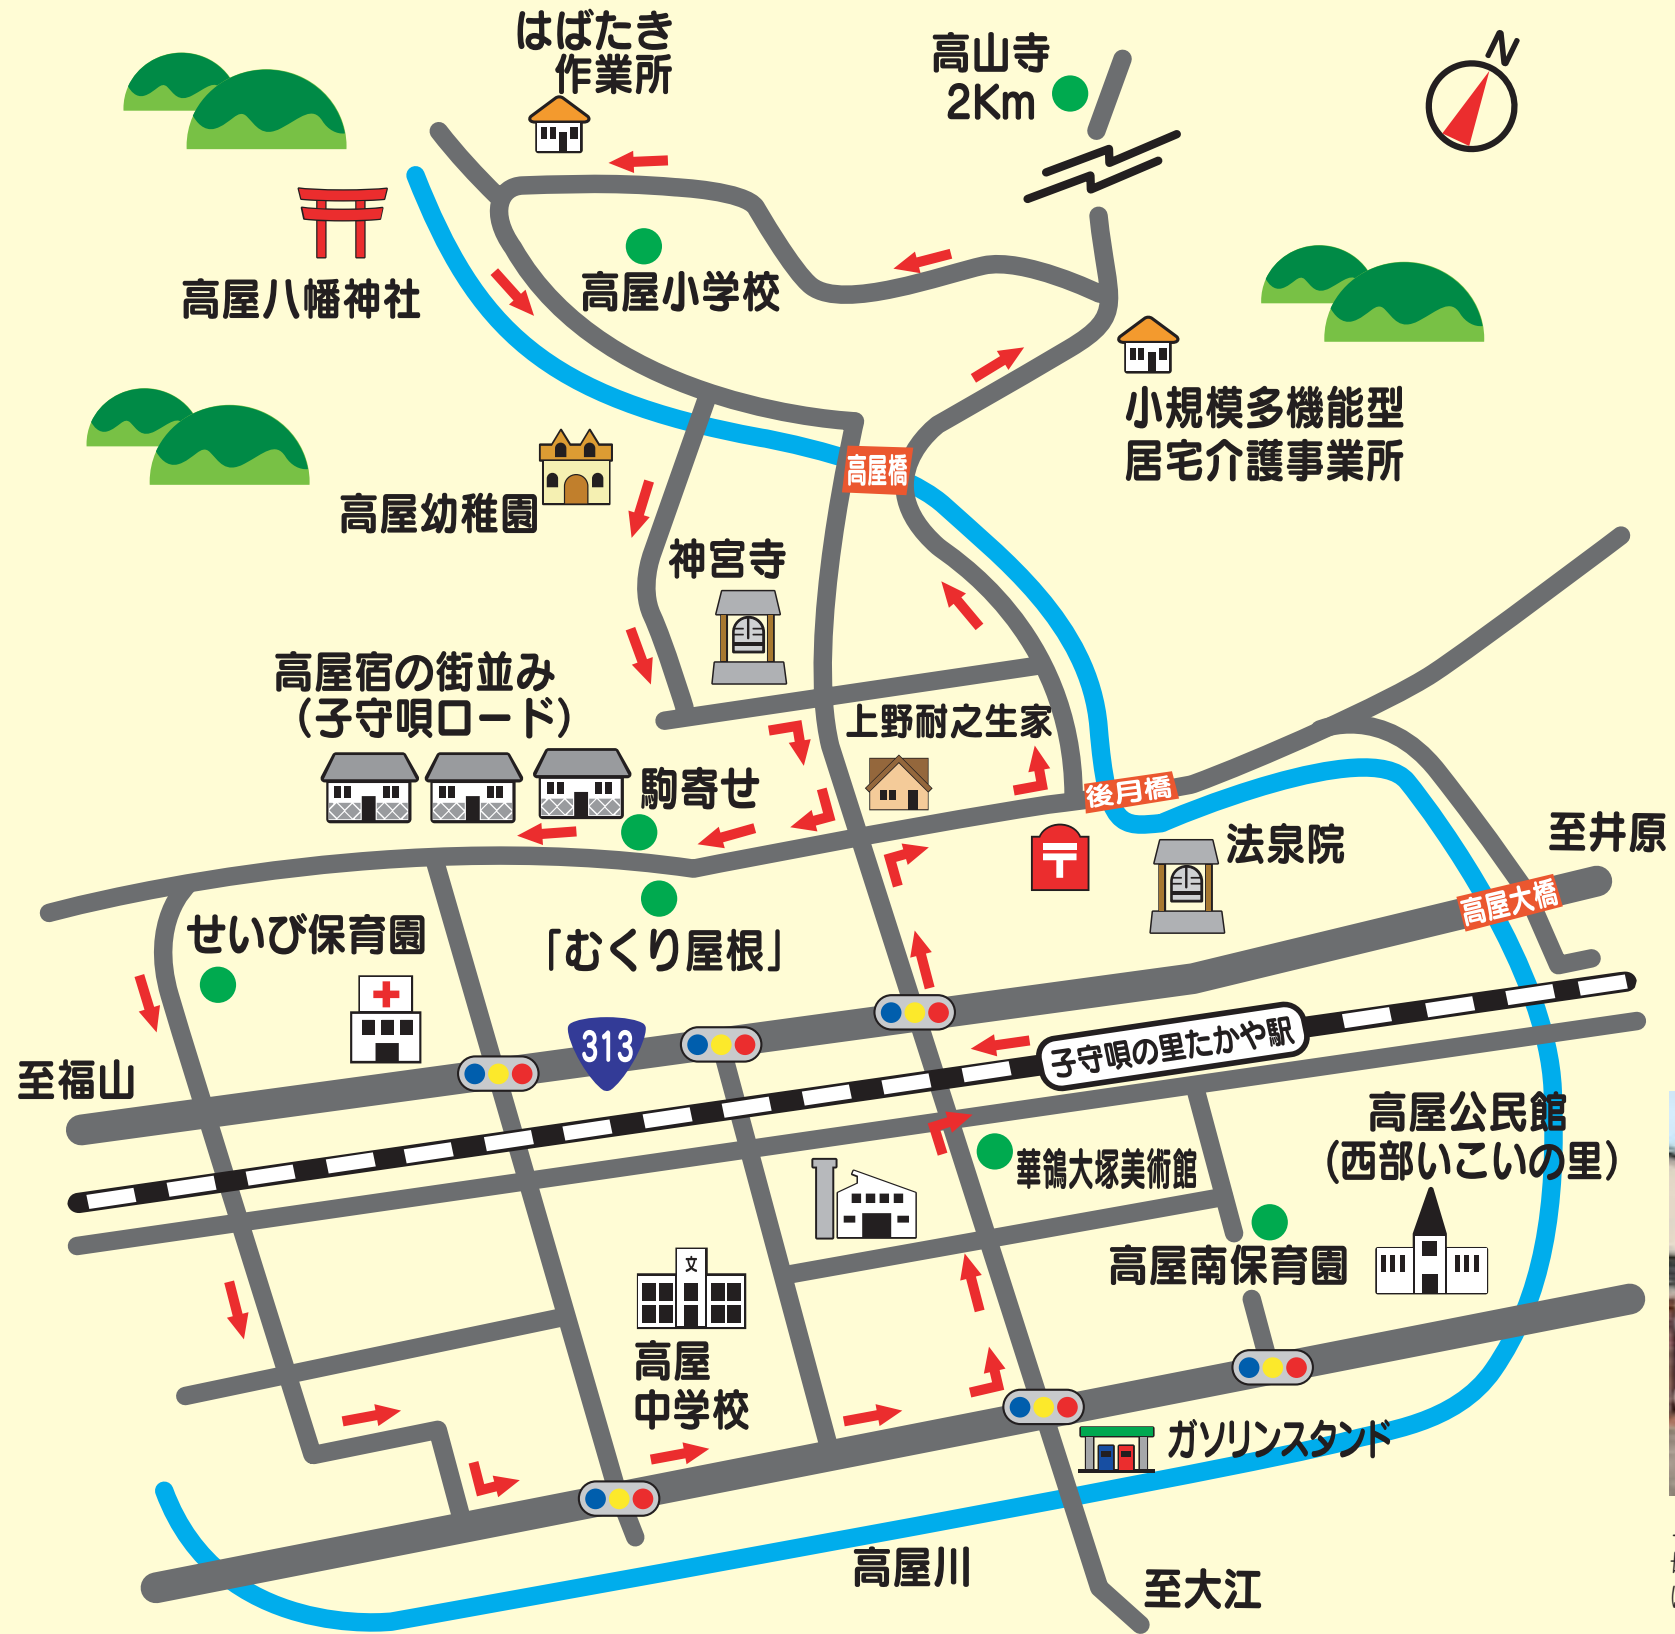 はばたき
作業所
高山寺
2Km
N
高屋八幡神社
高屋小学校
小規模多機能型
居宅介護事業所
高屋橋
高屋幼稚園
神宮寺
高屋宿の街並み
（子守唄ロード）
上野耐之生家
駒寄せ
後月橋
法泉院
至井原
高屋大橋
せいび保育園
「むくり屋根」
313
至福山
子守唄の里たかや駅
高屋公民館
（西部いこいの里）
華鴒大塚美術館
高屋南保育園
文
高屋
中学校
ガソリンスタンド
高屋川
至大江